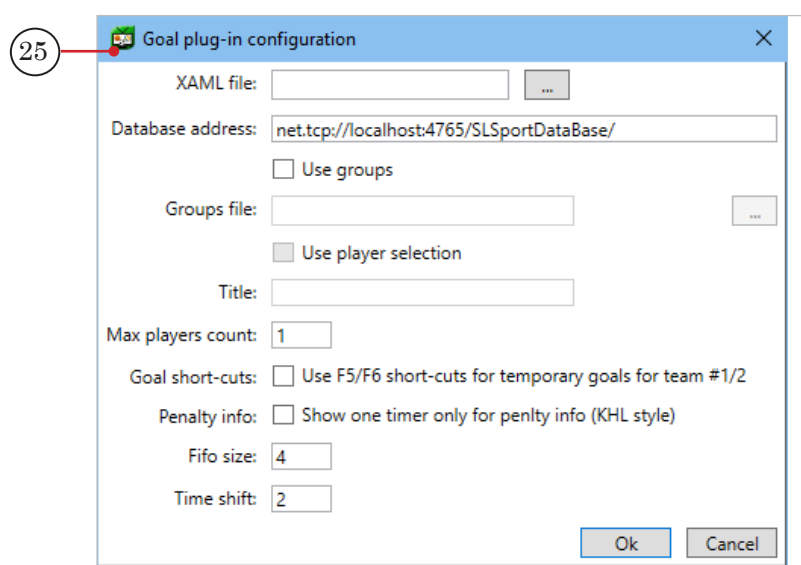 25
Goal plug-in configuration
XAML file: ...
Database address: net.tcp://localhost:4765/SLSportDataBase/
Use groups
Groups file: ...
Use player selection
Title:
Max players count: 1
Goal short-cuts: Use F5/F6 short-cuts for temporary goals for team #1/2
Penalty info: Show one timer only for penlty info (KHL style)
Fifo size: 4
Time shift: 2
Ok Cancel